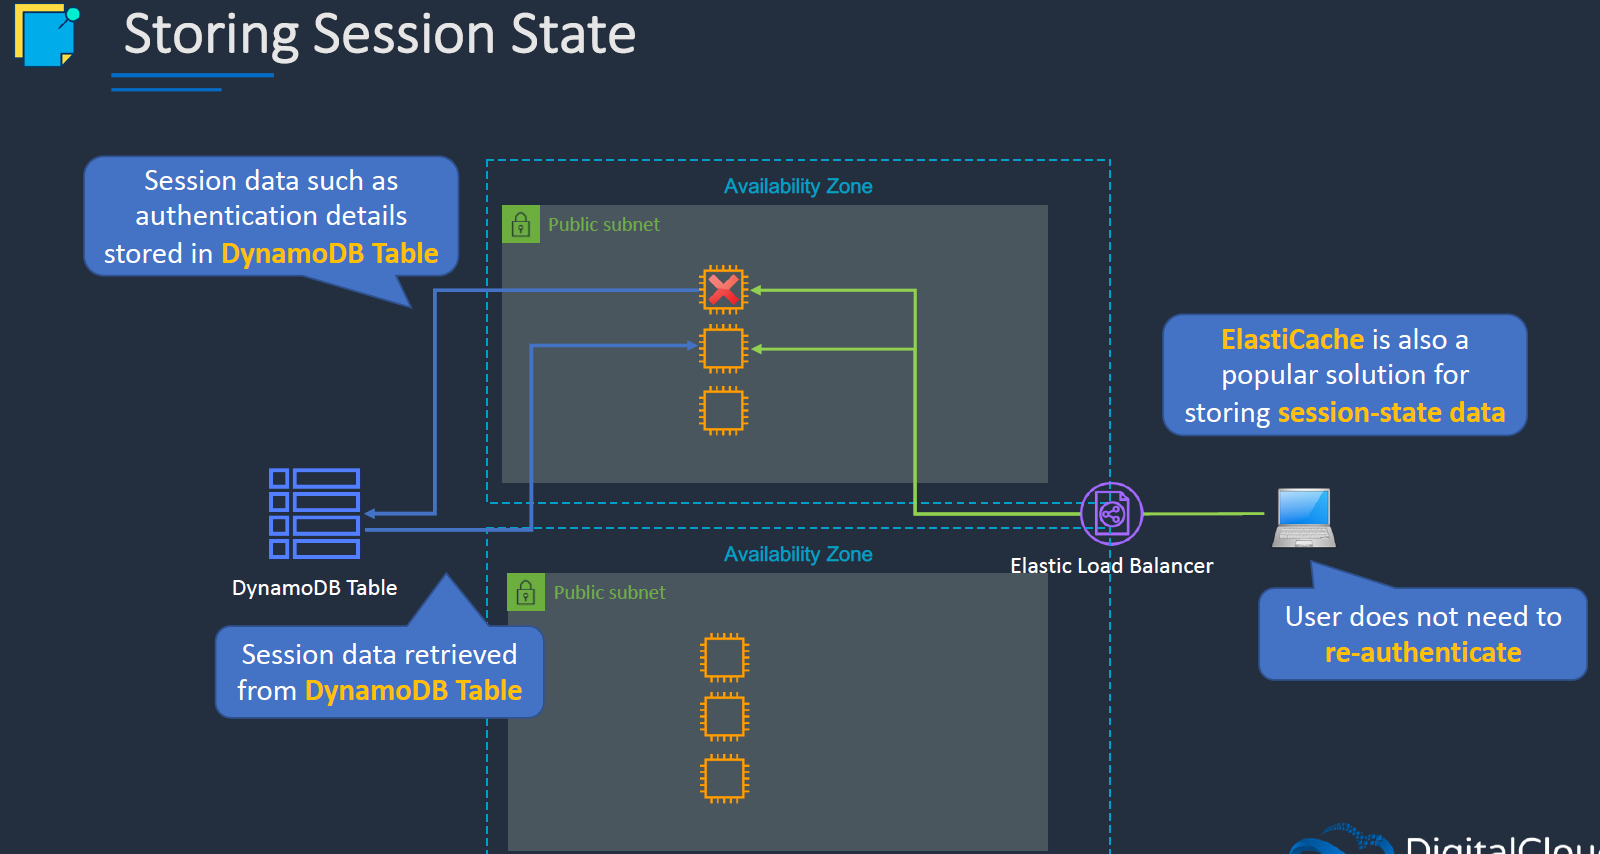 Storing Session State
Session data such as
authentication details
stored in DynamoDB Table
Availability Zone
Public subnet
ElastiCache is also a
popular solution for
storing session-state data
DynamoDB Table
Elastic Load Balancer
Availability Zone
Public subnet
Session data retrieved
from DynamoDB Table
User does not need to
re-authenticate
DigitalClou